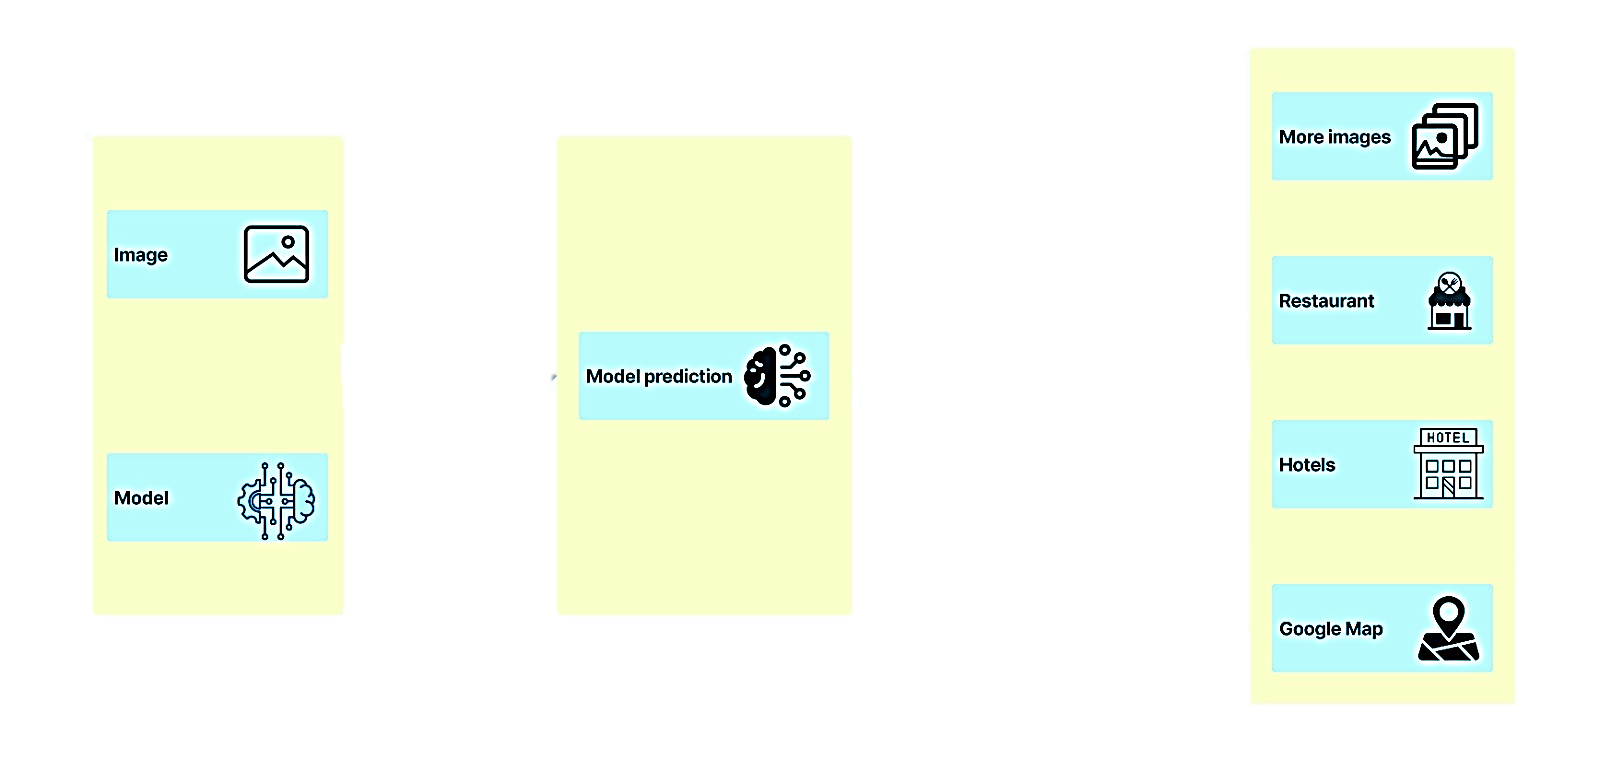 Image
Model
Model prediction
More images
Restaurant
HOTEL
Hotels
Google Map